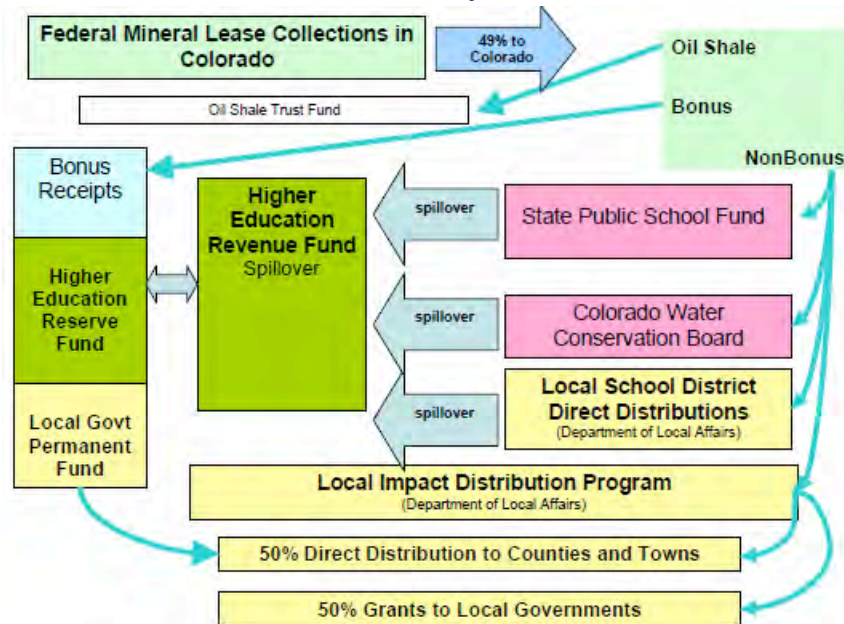 Federal Mineral Lease Collections in
Colorado
49% to
Colorado
Oil Shale
Bonus
NonBonus
Oil Shale Trust Fund
Bonus
Receipts
Higher
Education
Reserve
Fund
Local Govt
Permanent
Fund
Higher
Education
Revenue Fund
Spillover
spillover
State Public School Fund
spillover
Colorado Water
Conservation Board
spillover
Local School District
Direct Distributions
(Department of Local Affairs)
Local Impact Distribution Program
(Department of Local Affairs)
50% Direct Distribution to Counties and Towns
50% Grants to Local Governments